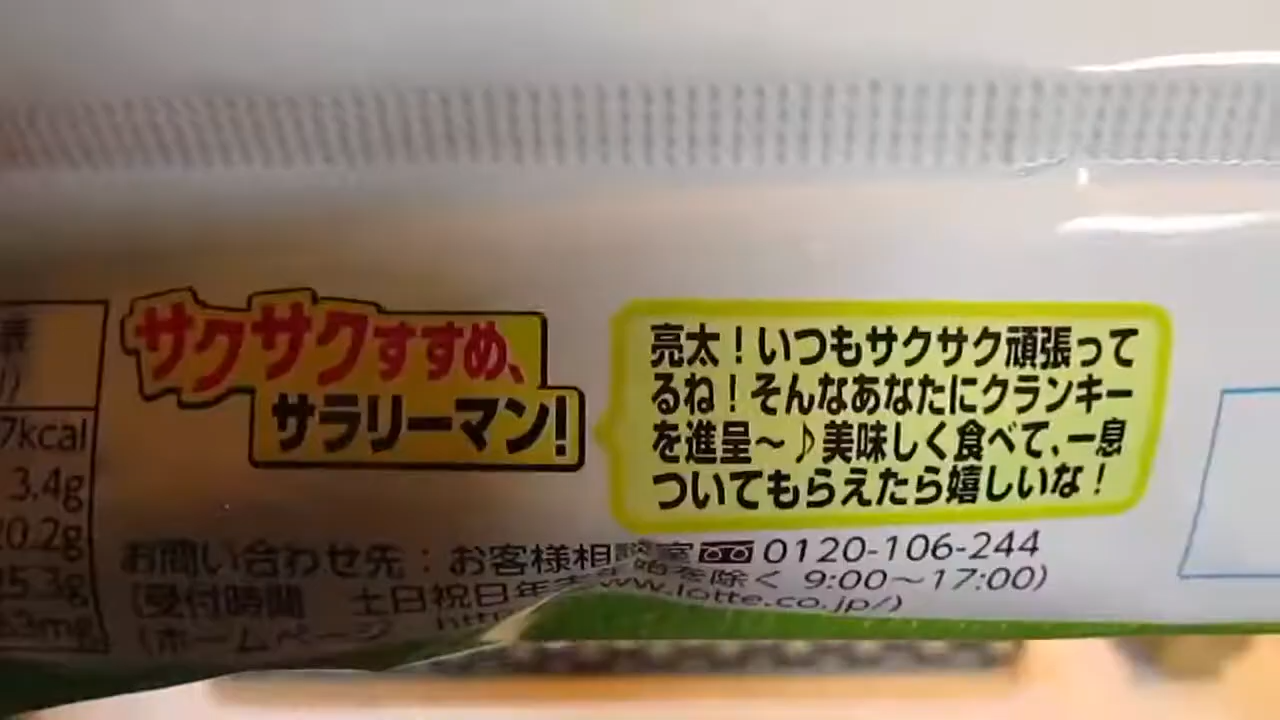 サクサクすすめ、
サラリーマン!
亮太!いつもサクサク頑張って
るね!そんなあなたにクランキー
を進呈~♪美味しく食べて、一息
ついてもらえたら嬉しいな!
7kcal
3.4g
20.2g
お問い合わせ先:お客様相談室 0120-106-244
(受付時間 土日祝日年末 始を除く 9:00~17:00)
(ホームページ http www.lotte.co.jp/)